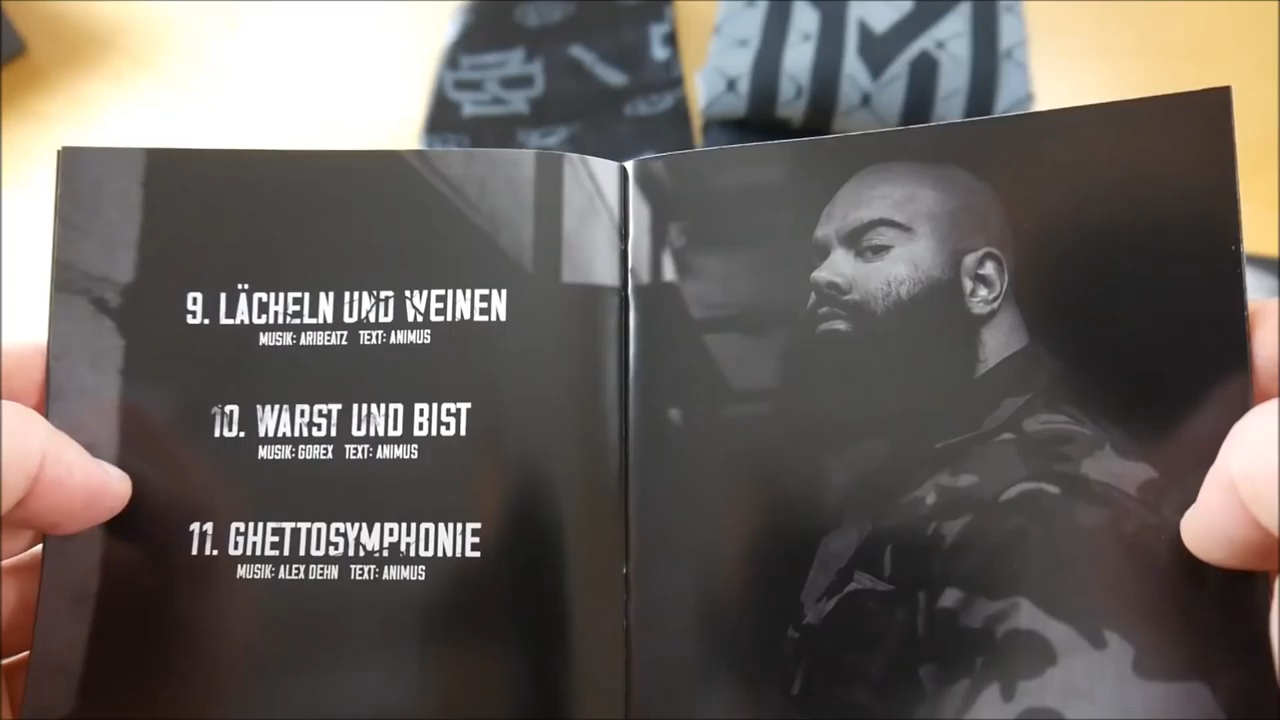 9. LÄCHELN UND WEINEN
MUSIK: ARIBEATZ TEXT: ANIMUS
10. WARST UND BIST
MUSIK: GOREX TEXT: ANIMUS
11. GHETTOSYMPHONIE
MUSIK: ALEX DEHN TEXT: ANIMUS